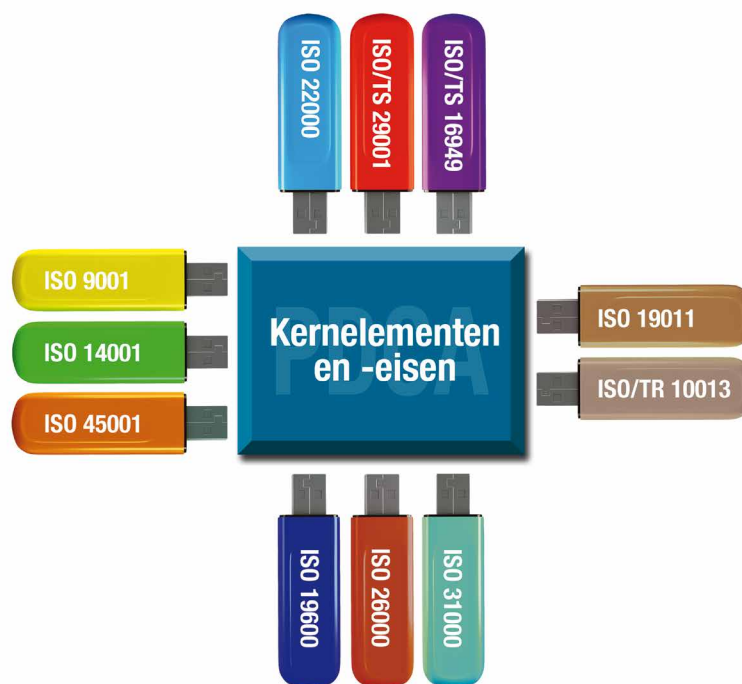 ISO 22000
ISO/TS 29001
ISO/TS 16949
ISO 9001
ISO 14001
ISO 45001
PDCA
Kernelementen
en -eisen
ISO 19011
ISO/TR 10013
ISO 19600
ISO 26000
ISO 31000